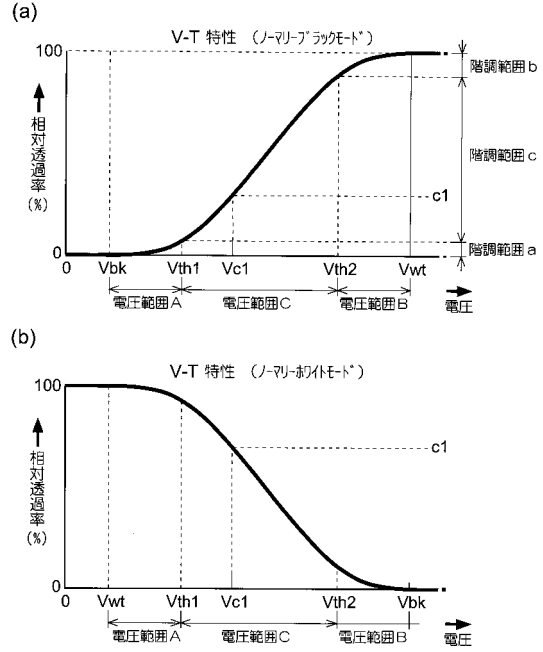 (a)
V-T 特性 (ノーマリーブラックモード)
100
階調範囲b
相対透過率(%)
階調範囲c
c1
階調範囲a
0
0 Vbk Vth1 Vc1 Vth2 Vwt
電圧範囲A 電圧範囲C 電圧範囲B 電圧
(b)
V-T 特性 (ノーマリーホワイトモード)
100
c1
相対透過率(%)
0
0 Vwt Vth1 Vc1 Vth2 Vbk
電圧範囲A 電圧範囲C 電圧範囲B 電圧